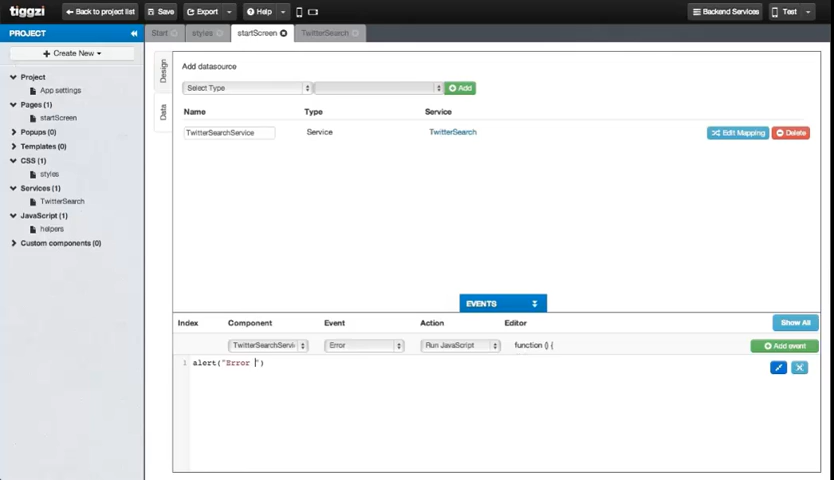 tiggzi
Back to project list
Save
Export
Help
Backend Services
Test
PROJECT
Start
styles
startScreen
TwitterSearch
Create New
Project
App settings
Pages (1)
startScreen
Popups (0)
Templates (0)
CSS (1)
styles
Services (1)
TwitterSearch
JavaScript (1)
helpers
Custom components (0)
Design
Data
Add datasource
Select Type
Add
Name Type Service
TwitterSearchService Service TwitterSearch Edit Mapping Delete
EVENTS
Index Component Event Action Editor Show All
TwitterSearchServi Error Run JavaScript function () { Add event
1 alert("Error ")